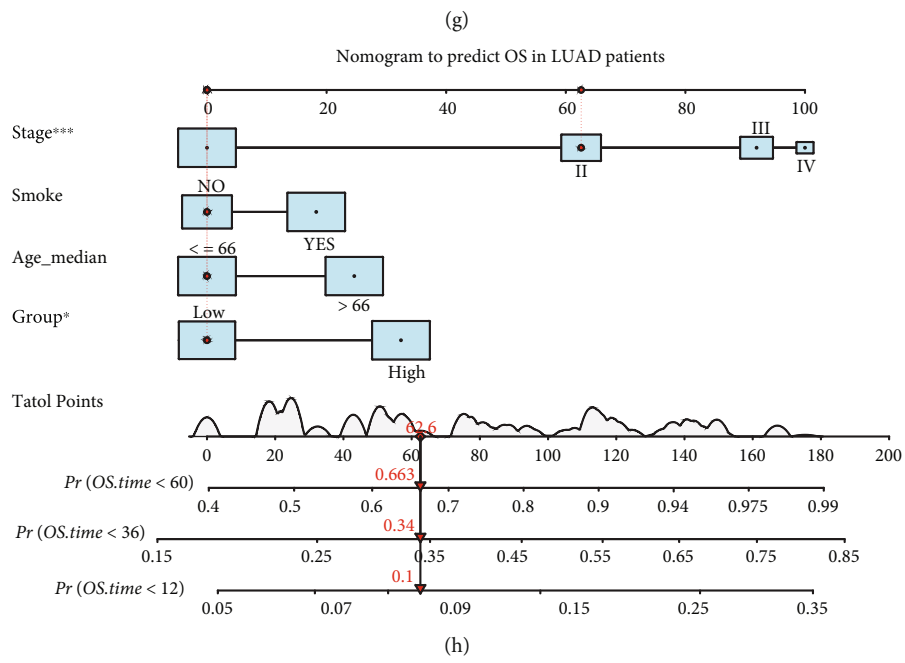 (g)
Nomogram to predict OS in LUAD patients
0 20 40 60 80 100
Stage***
III
II
IV
NO
Smoke
YES
< = 66
Age_median
> 66
Low
Group*
High
Tatol Points
62.6
0 20 40 60 80 100 120 140 160 180 200
0.663
Pr (OS.time < 60)
0.4 0.5 0.6 0.7 0.8 0.9 0.94 0.975 0.99
0.34
Pr (OS.time < 36)
0.15 0.25 0.35 0.45 0.55 0.65 0.75 0.85
0.1
Pr (OS.time < 12)
0.05 0.07 0.09 0.15 0.25 0.35
(h)